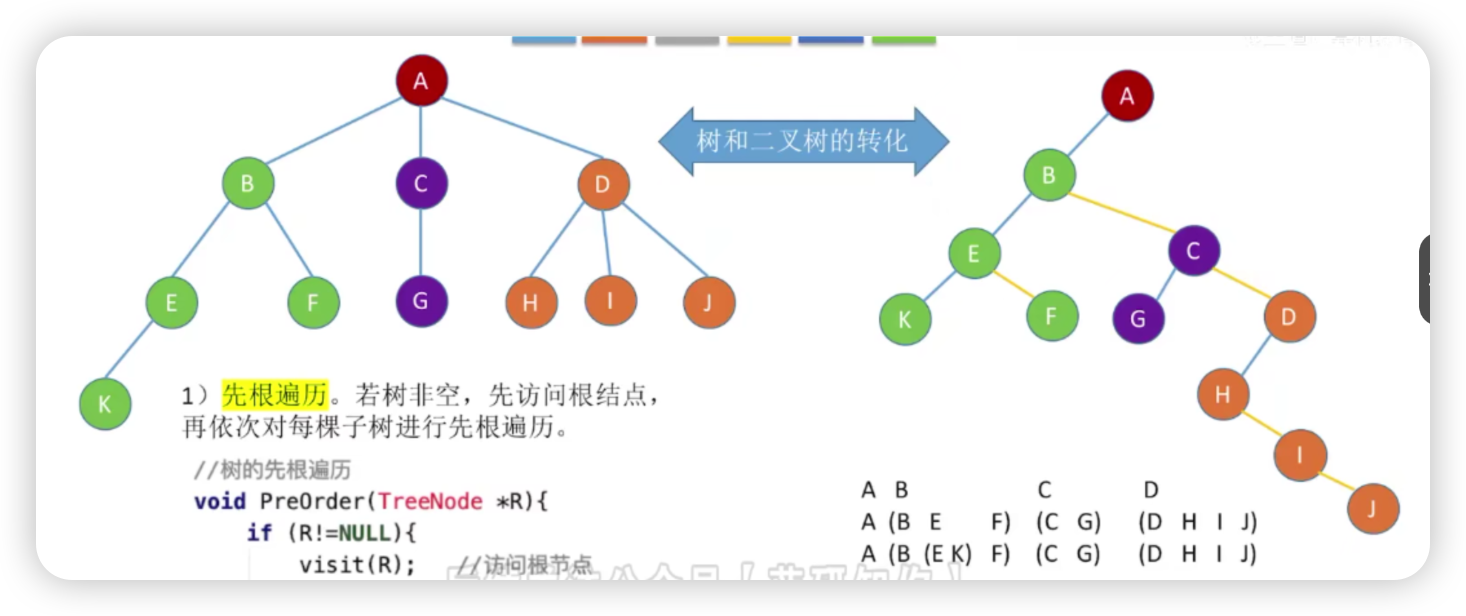 A
B
C
D
E
F
G
H
I
J
K
树和二叉树的转化
A
B
E
C
K
F
G
D
H
I
J
1）先根遍历。若树非空，先访问根结点，
再依次对每棵子树进行先根遍历。
//树的先根遍历
void PreOrder(TreeNode *R){
if (R!=NULL){
visit(R); //访问根节点
A B C D
A (B E F) (C G) (D H I J)
A (B (E K) F) (C G) (D H I J)